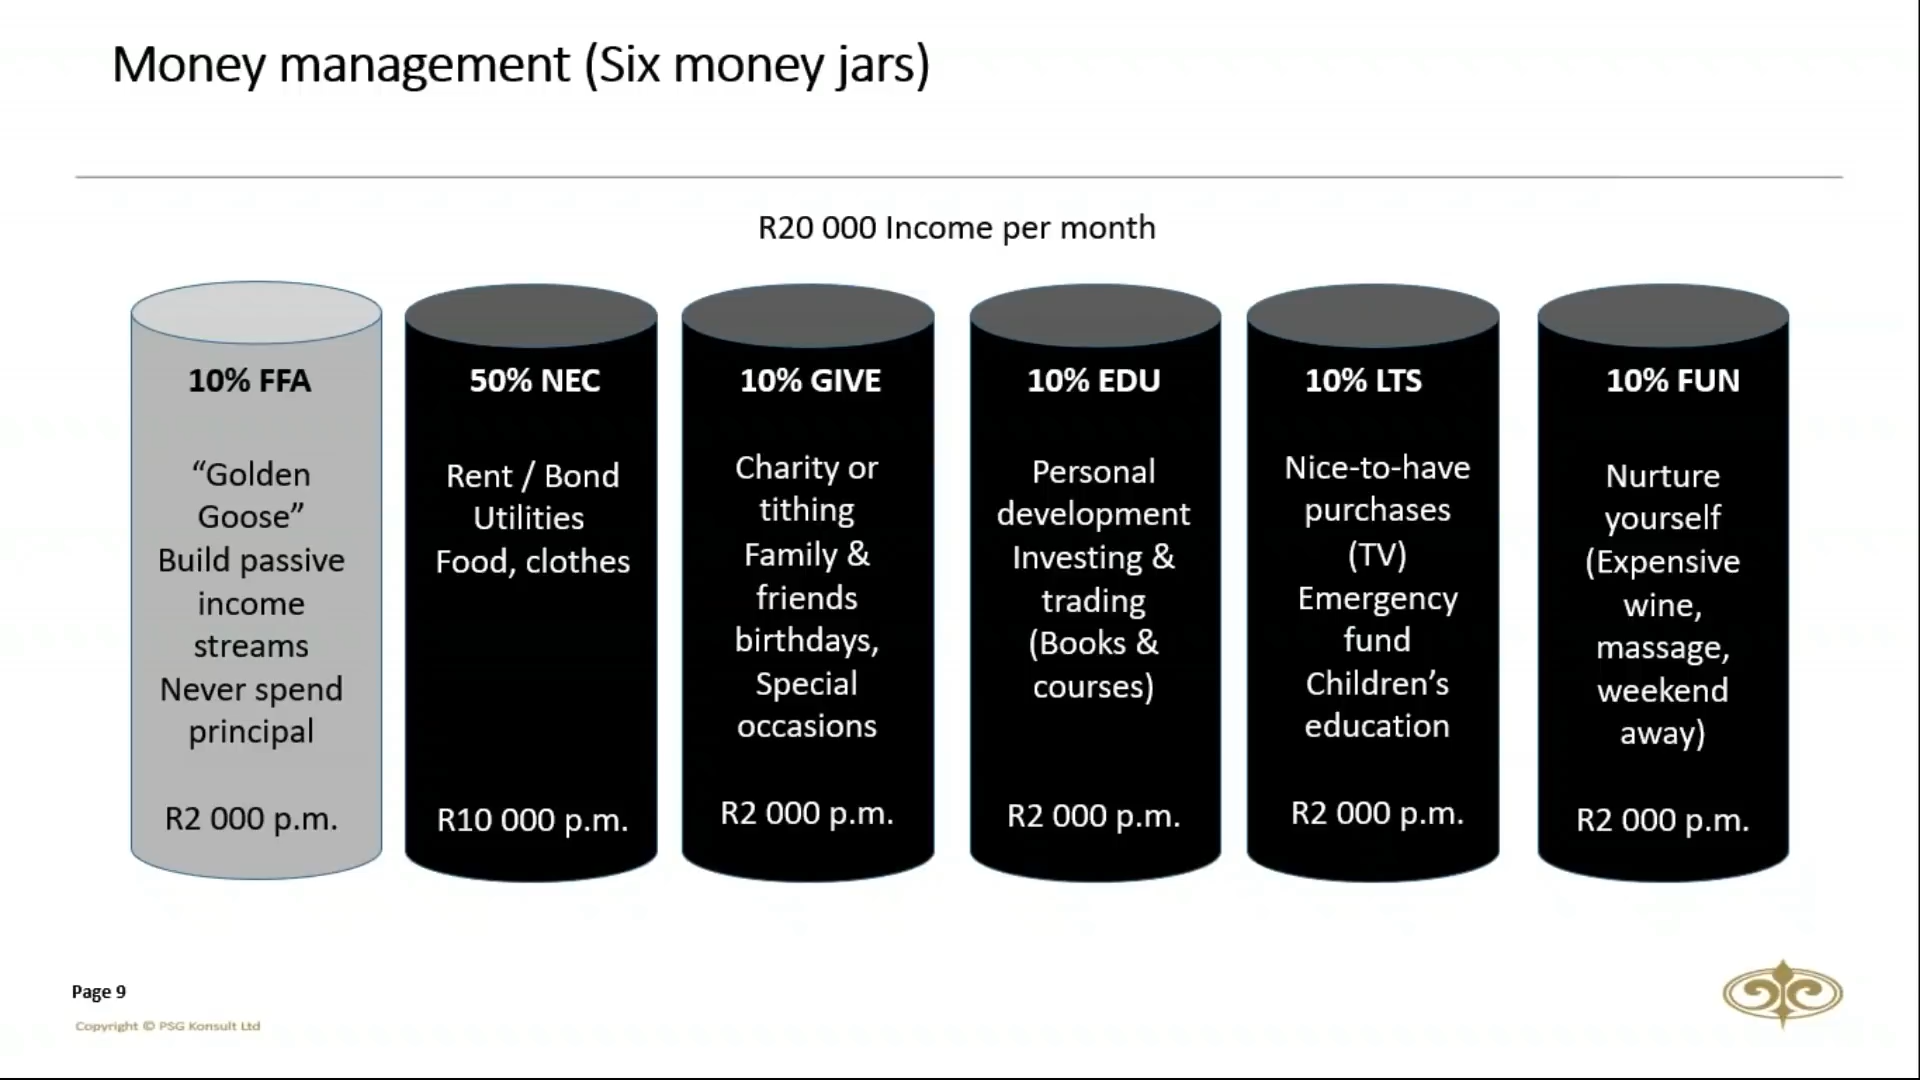 Money management (Six money jars)
R20 000 Income per month
10% FFA
“Golden
Goose”
Build passive
income
streams
Never spend
principal
R2 000 p.m.
50% NEC
Rent / Bond
Utilities
Food, clothes
R10 000 p.m.
10% GIVE
Charity or
tithing
Family &
friends
birthdays,
Special
occasions
R2 000 p.m.
10% EDU
Personal
development
Investing &
trading
(Books &
courses)
R2 000 p.m.
10% LTS
Nice-to-have
purchases
(TV)
Emergency
fund
Children’s
education
R2 000 p.m.
10% FUN
Nurture
yourself
(Expensive
wine,
massage,
weekend
away)
R2 000 p.m.
Page 9
Copyright © PSG Konsult Ltd